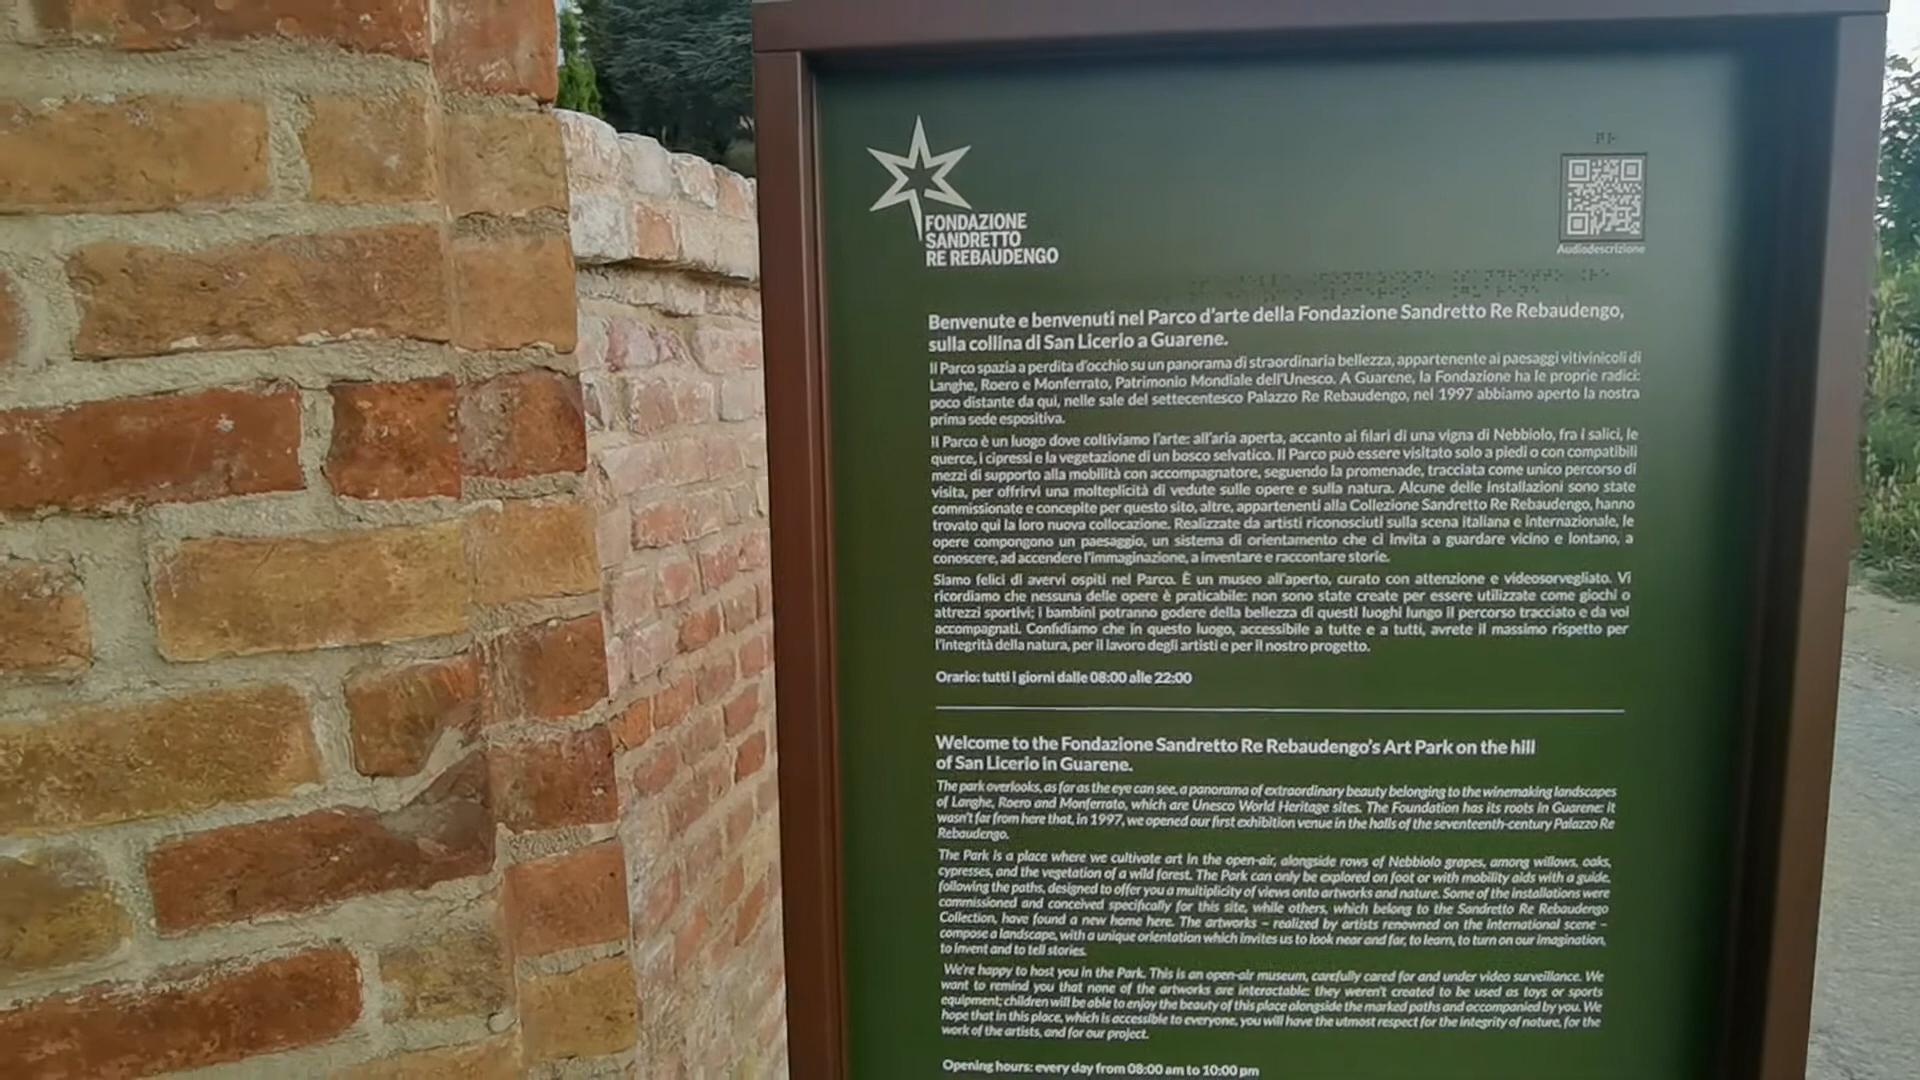 FONDAZIONE
SANDRETTO
RE REBAUDENGO
Audiodescrizione
Benvenute e benvenuti nel Parco d'arte della Fondazione Sandretto Re Rebaudengo,
sulla collina di San Licerio a Guarene.
Il Parco spazia a perdita d'occhio su un panorama di straordinaria bellezza, appartenente ai paesaggi vitivinicoli di
Langhe, Roero e Monferrato, Patrimonio Mondiale dell'Unesco. A Guarene, la Fondazione ha le proprie radici:
poco distante da qui, nelle sale del settecentesco Palazzo Re Rebaudengo, nel 1997 abbiamo aperto la nostra
prima sede espositiva.
Il Parco è un luogo dove coltiviamo l'arte: all'aria aperta, accanto ai filari di una vigna di Nebbiolo, fra i salici, le
querce, i cipressi e la vegetazione di un bosco selvatico. Il Parco può essere visitato solo a piedi o con compatibili
mezzi di supporto alla mobilità con accompagnatore, seguendo la promenade, tracciata come unico percorso di
visita, per offrirvi una molteplicità di vedute sulle opere e sulla natura. Alcune delle installazioni sono state
commissionate e concepite per questo sito, altre, appartenenti alla Collezione Sandretto Re Rebaudengo, hanno
trovato qui la loro nuova collocazione. Realizzate da artisti riconosciuti sulla scena italiana e internazionale, le
opere compongono un paesaggio, un sistema di orientamento che ci invita a guardare vicino e lontano, a
conoscere, ad accendere l'immaginazione, a inventare e raccontare storie.
Siamo felici di avervi ospiti nel Parco. È un museo all'aperto, curato con attenzione e videosorvegliato. Vi
ricordiamo che nessuna delle opere è praticabile: non sono state create per essere utilizzate come giochi o
attrezzi sportivi; i bambini potranno godere della bellezza di questi luoghi lungo il percorso tracciato e da voi
accompagnati. Confidiamo che in questo luogo, accessibile a tutte e a tutti, avrete il massimo rispetto per
l'integrità della natura, per il lavoro degli artisti e per il nostro progetto.
Orario: tutti i giorni dalle 08:00 alle 22:00
Welcome to the Fondazione Sandretto Re Rebaudengo's Art Park on the hill
of San Licerio in Guarene.
The park overlooks, as far as the eye can see, a panorama of extraordinary beauty belonging to the winemaking landscapes
of Langhe, Roero and Monferrato, which are Unesco World Heritage sites. The Foundation has its roots in Guarene: it
wasn't far from here that, in 1997, we opened our first exhibition venue in the halls of the seventeenth-century Palazzo Re
Rebaudengo.
The Park is a place where we cultivate art in the open-air, alongside rows of Nebbiolo grapes, among willows, oaks,
cypresses, and the vegetation of a wild forest. The Park can only be explored on foot or with mobility aids with a guide,
following the paths, designed to offer you a multiplicity of views onto artworks and nature. Some of the installations were
commissioned and conceived specifically for this site, while others, which belong to the Sandretto Re Rebaudengo
Collection, have found a new home here. The artworks – realized by artists renowned on the international scene –
compose a landscape, with a unique orientation which invites us to look near and far, to learn, to turn on our imagination,
to invent and to tell stories.
We're happy to host you in the Park. This is an open-air museum, carefully cared for and under video surveillance. We
want to remind you that none of the artworks are interactable: they weren't created to be used as toys or sports
equipment; children will be able to enjoy the beauty of this place alongside the marked paths and accompanied by you. We
hope that in this place, which is accessible to everyone, you will have the utmost respect for the integrity of nature, for the
work of the artists, and for our project.
Opening hours: every day from 08:00 am to 10:00 pm